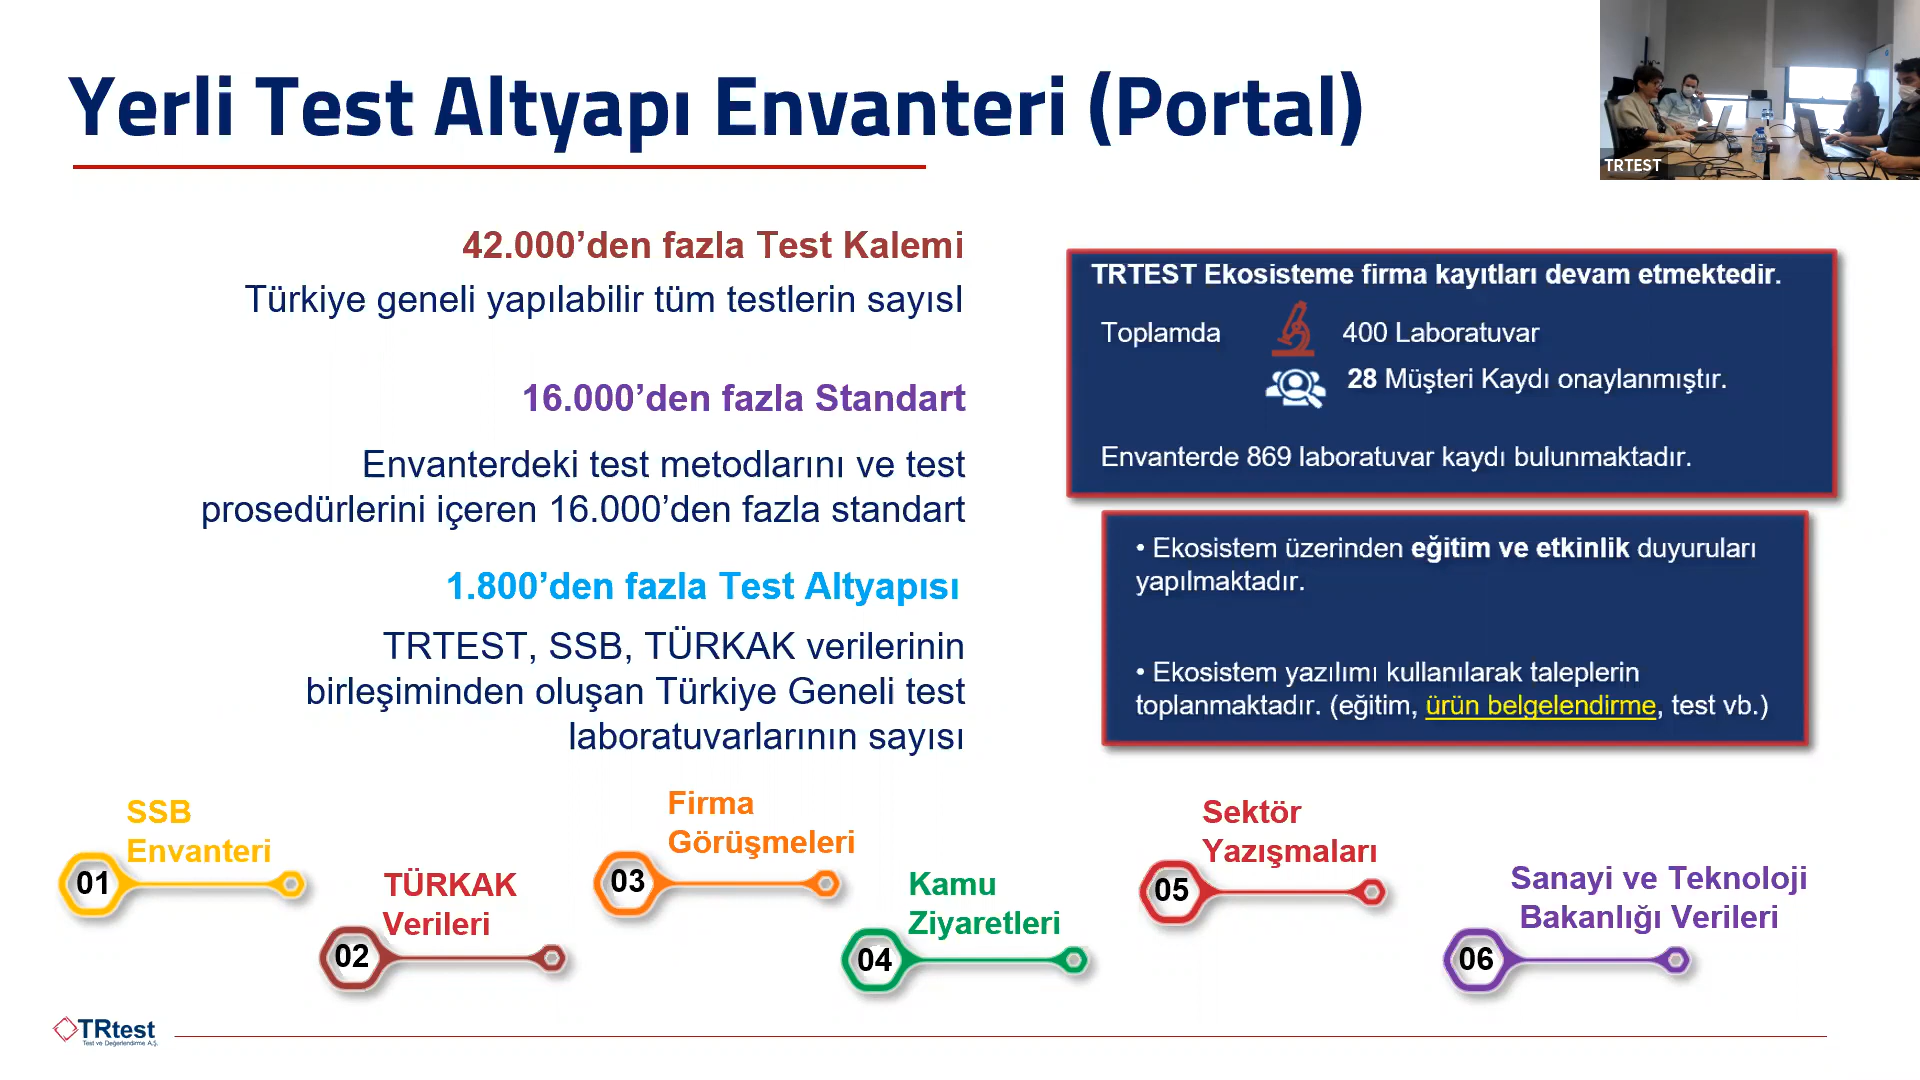 Yerli Test Altyapı Envanteri (Portal)
TRTEST
42.000’den fazla Test Kalemi
Türkiye geneli yapılabilir tüm testlerin sayısI
16.000’den fazla Standart
Envanterdeki test metodlarını ve test
prosedürlerini içeren 16.000’den fazla standart
1.800’den fazla Test Altyapısı
TRTEST, SSB, TÜRKAK verilerinin
birleşiminden oluşan Türkiye Geneli test
laboratuvarlarının sayısı
TRTEST Ekosisteme firma kayıtları devam etmektedir.
Toplamda 400 Laboratuvar
28 Müşteri Kaydı onaylanmıştır.
Envanterde 869 laboratuvar kaydı bulunmaktadır.
• Ekosistem üzerinden eğitim ve etkinlik duyuruları
yapılmaktadır.
• Ekosistem yazılımı kullanılarak taleplerin
toplanmaktadır. (eğitim, ürün belgelendirme, test vb.)
01
SSB
Envanteri
02
TÜRKAK
Verileri
03
Firma
Görüşmeleri
04
Kamu
Ziyaretleri
05
Sektör
Yazışmaları
06
Sanayi ve Teknoloji
Bakanlığı Verileri
TRtest
Test ve Değerlendirme A.Ş.